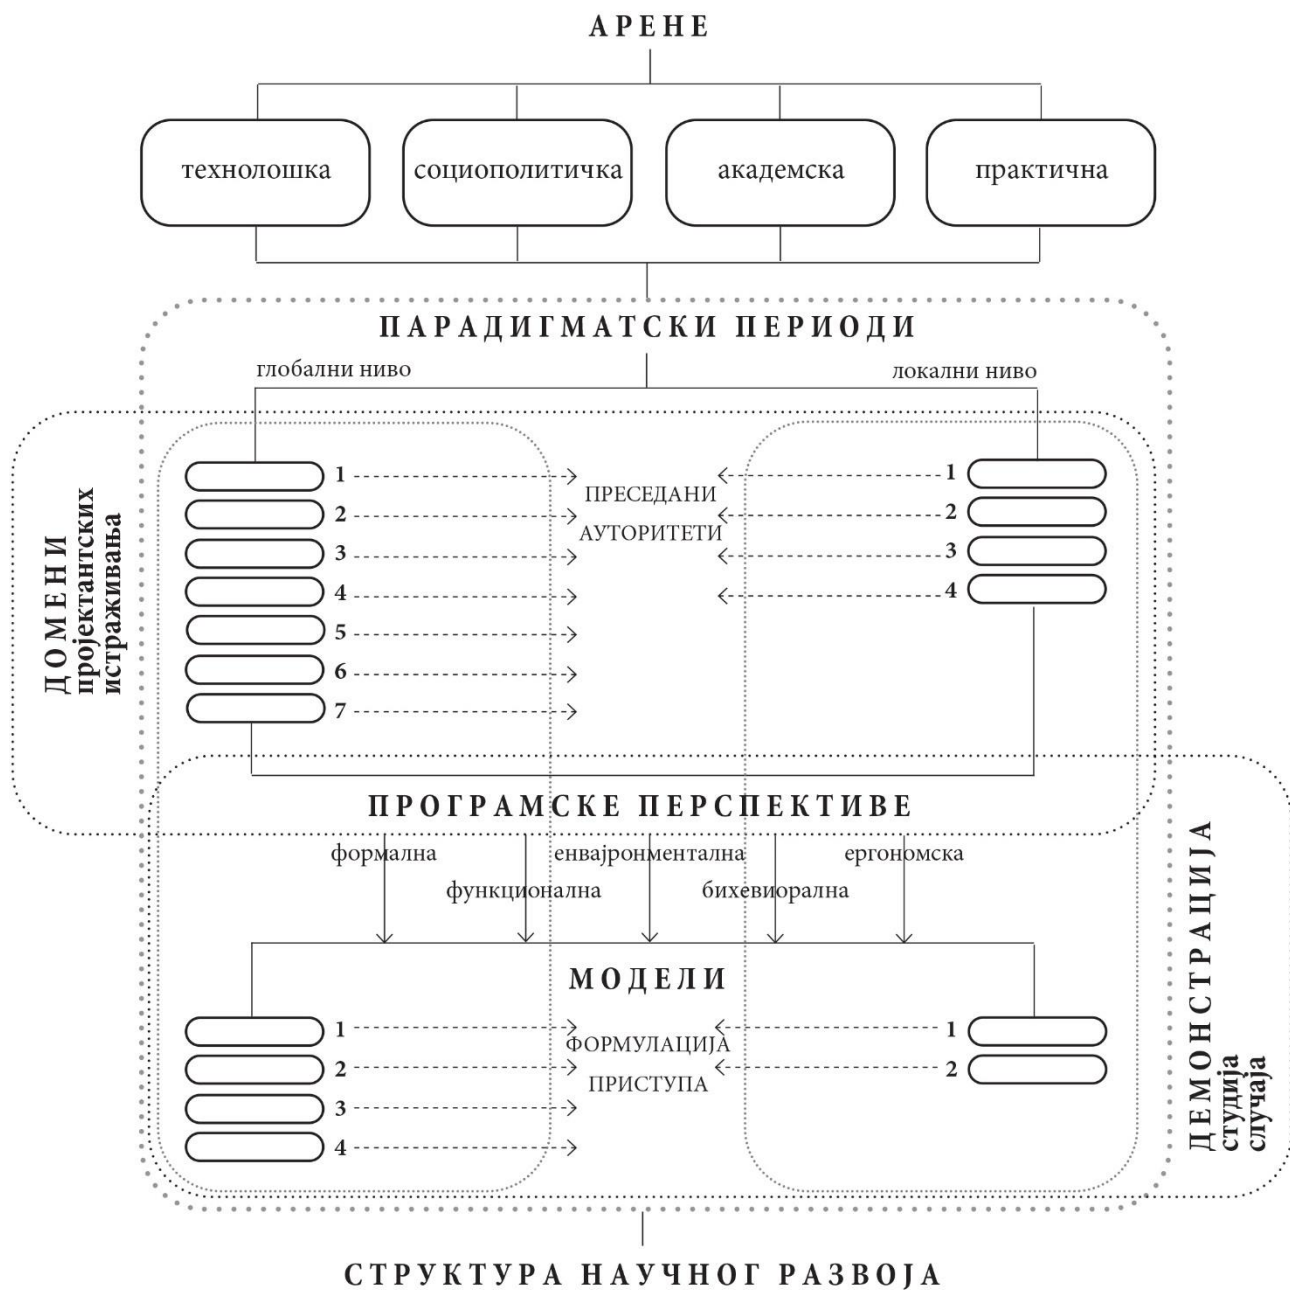 АРЕНЕ
технолошка
социополитичка
академска
практична
ПАРАДИГМАТСКИ ПЕРИОДИ
глобални ниво
локални ниво
ДОМЕНИ
пројектантских
истраживања
1
2
3
4
5
6
7
ПРЕСЕДАНИ
АУТОРИТЕТИ
1
2
3
4
ПРОГРАМСКЕ ПЕРСПЕКТИВЕ
формална
функционална
енвајронментална
бихевиорална
ергономска
МОДЕЛИ
1
2
3
4
ФОРМУЛАЦИЈА
ПРИСТУПА
1
2
ДЕМОНСТРАЦИЈА
студија
случаја
СТРУКТУРА НАУЧНОГ РАЗВОЈА